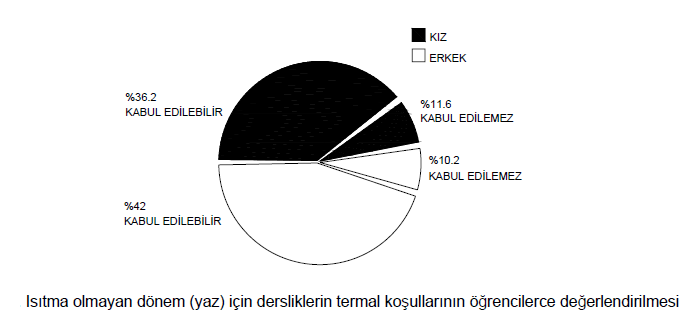 KIZ
ERKEK
%36.2
KABUL EDİLEBİLİR
%11.6
KABUL EDİLEMEZ
%10.2
KABUL EDİLEMEZ
%42
KABUL EDİLEBİLİR
Isıtma olmayan dönem (yaz) için dersliklerin termal koşullarının öğrencilerce değerlendirilmesi